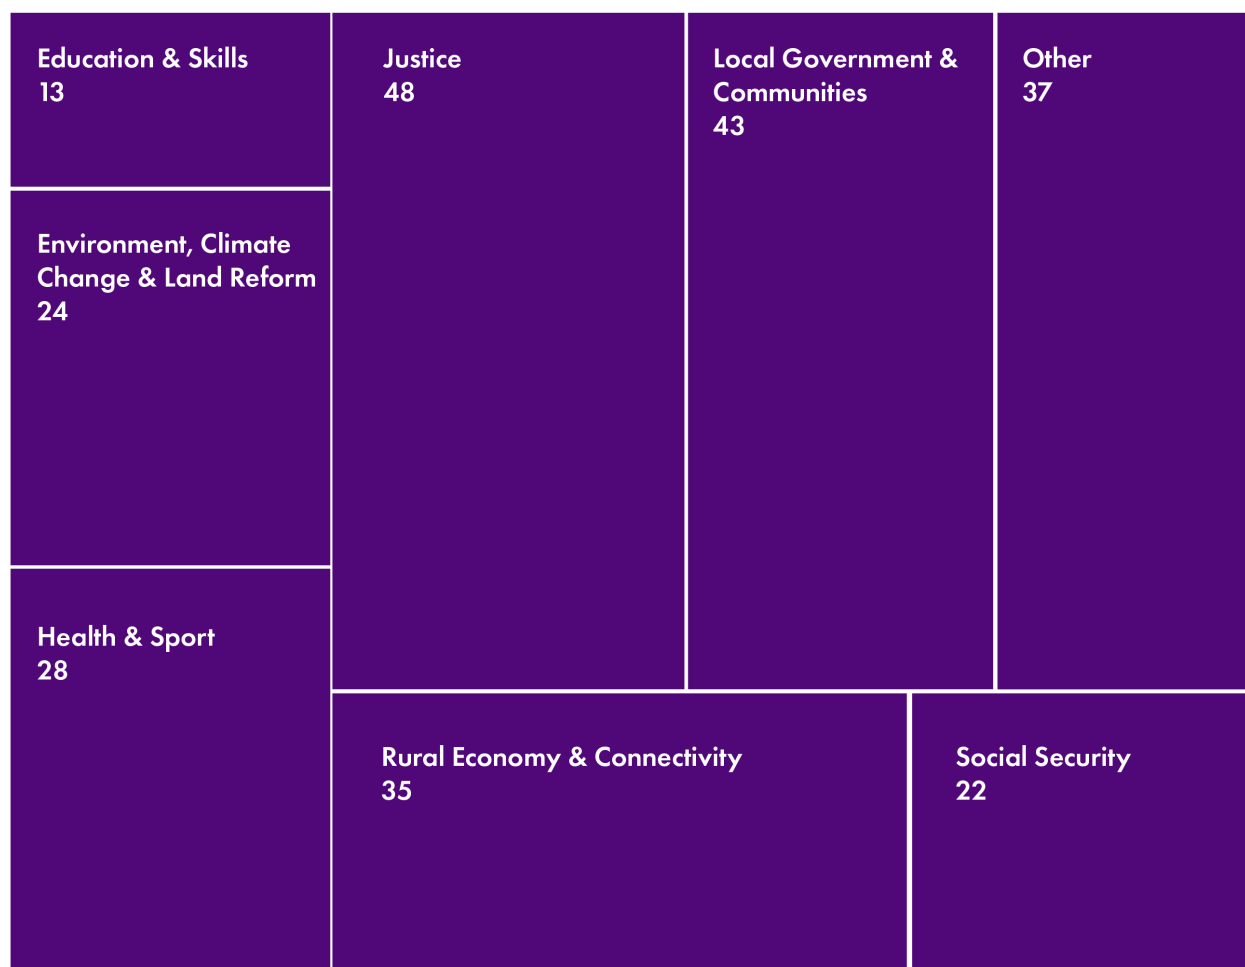 Education & Skills
13
Justice
48
Local Government &
Communities
43
Other
37
Environment, Climate
Change & Land Reform
24
Health & Sport
28
Rural Economy & Connectivity
35
Social Security
22